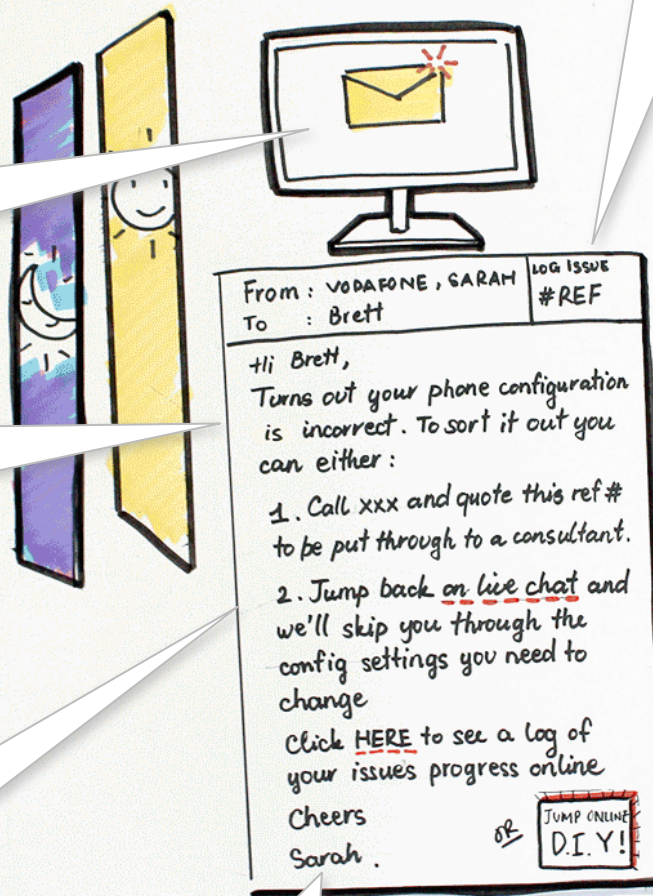 From : VODAFONE, SARAH
To : Brett
LOG ISSUE
#REF
Hi Brett,
Turns out your phone configuration
is incorrect. To sort it out you
can either :
1. Call xxx and quote this ref #
to be put through to a consultant.
2. Jump back on live chat and
we'll skip you through the
config settings you need to
change
Click HERE to see a log of
your issue's progress online
Cheers
Sarah .
OR
JUMP ONLINE
D.I.Y!